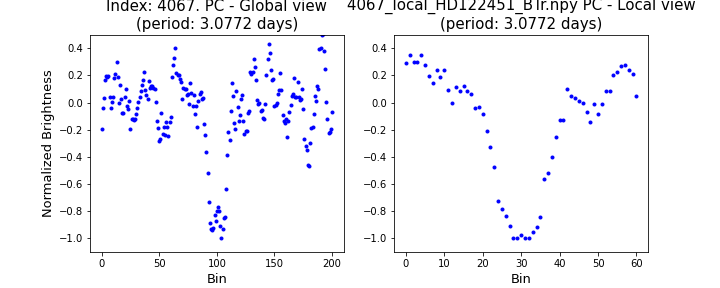 Index: 4067. PC - Global view
(period: 3.0772 days)
4067_local_HD122451_BTr.npy PC - Local view
(period: 3.0772 days)
Normalized Brightness
0.4
0.2
0.0
−0.2
−0.4
−0.6
−0.8
−1.0
0 50 100 150 200
Bin
0.4
0.2
0.0
−0.2
−0.4
−0.6
−0.8
−1.0
0 10 20 30 40 50 60
Bin